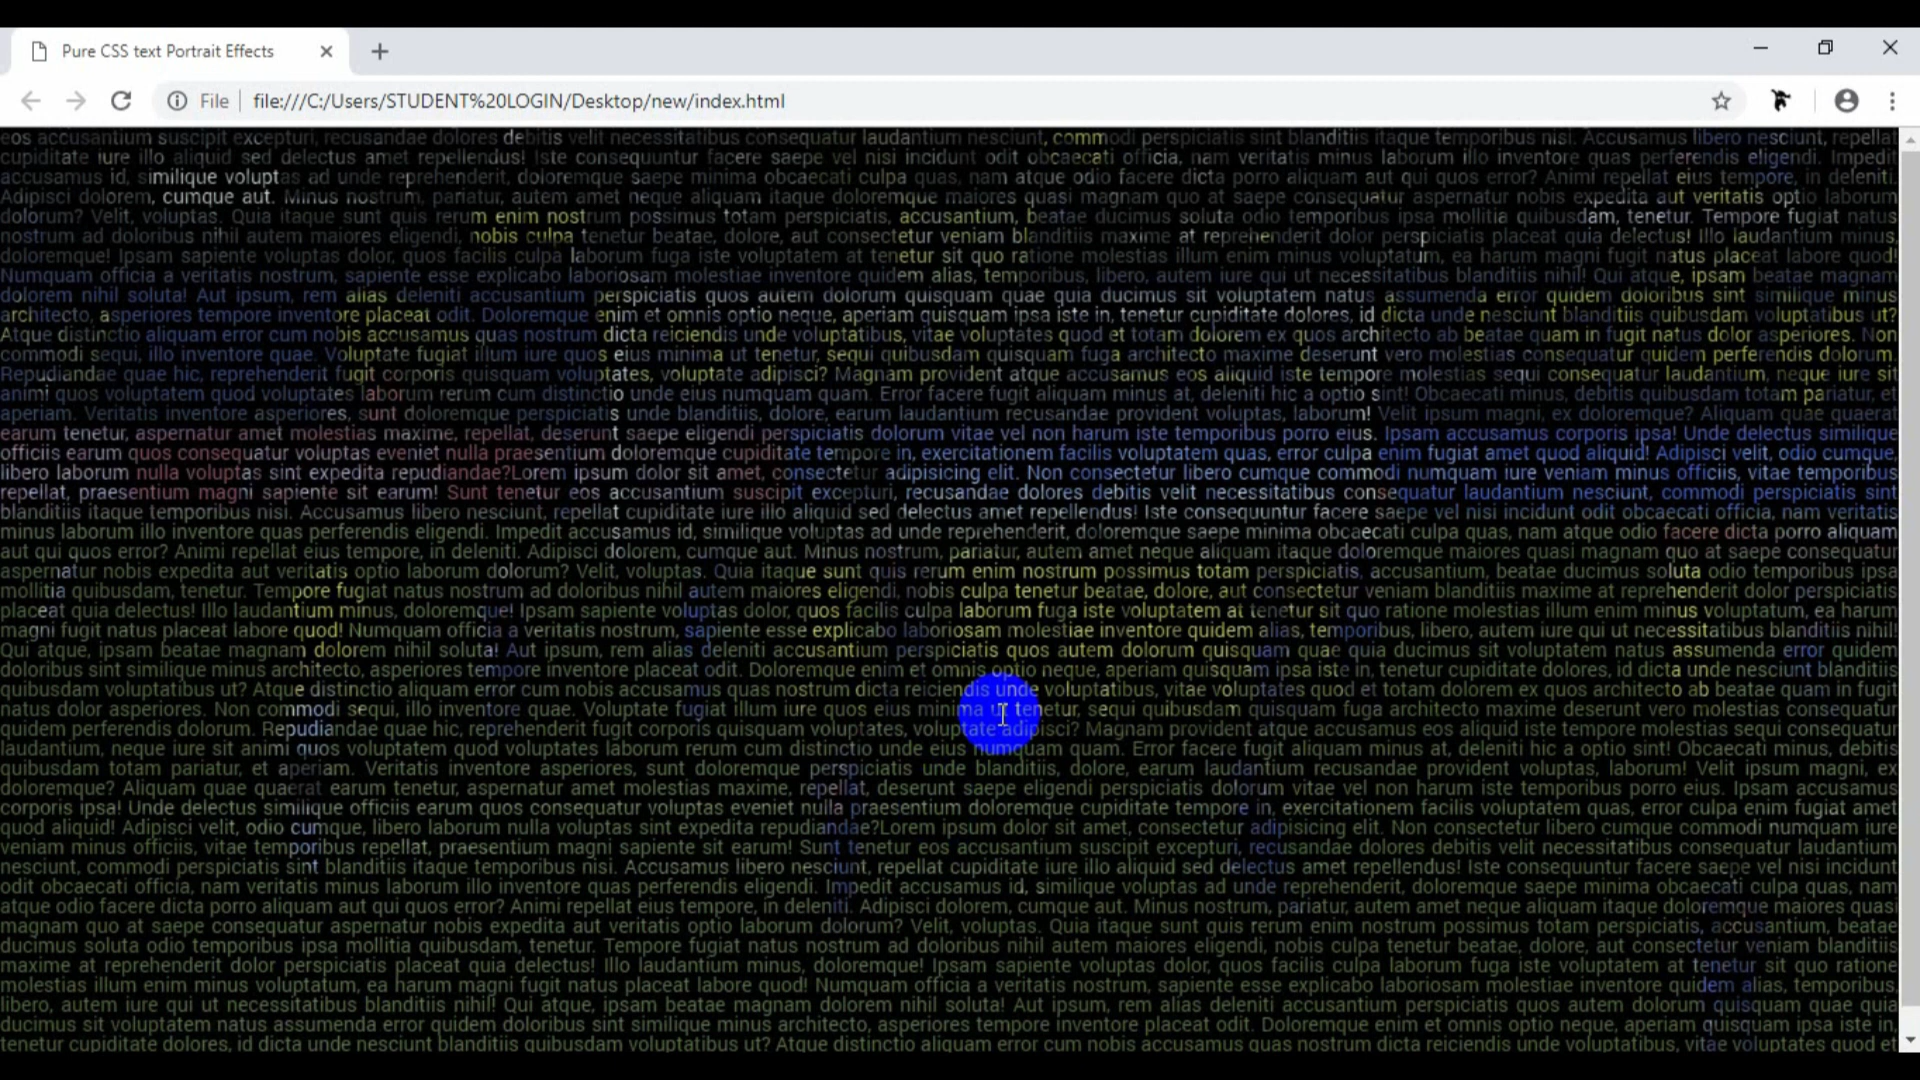 Pure CSS text Portrait Effects
File file:///C:/Users/STUDENT%20LOGIN/Desktop/new/index.html
eos accusantium suscipit excepturi, recusandae dolores debitis velit necessitatibus consequatur laudantium nesciunt, commodi perspiciatis sint blanditiis itaque temporibus nisi. Accusamus libero nesciunt, repellat
cupiditate iure illo aliquid sed delectus amet repellendus! Iste consequuntur facere saepe vel nisi incidunt odit obcaecati officia, nam veritatis minus laborum illo inventore quas perferendis eligendi. Impedit
accusamus id, similique voluptas ad unde reprehenderit, doloremque saepe minima obcaecati culpa quas, nam atque odio facere dicta porro aliquam aut qui quos error? Animi repellat eius tempore, in deleniti.
Adipisci dolorem, cumque aut. Minus nostrum, pariatur, autem amet neque aliquam itaque doloremque maiores quasi magnam quo at saepe consequatur aspernatur nobis expedita aut veritatis optio laborum
dolorum? Velit, voluptas. Quia itaque sunt quis rerum enim nostrum possimus totam perspiciatis, accusantium, beatae ducimus soluta odio temporibus ipsa mollitia quibusdam, tenetur. Tempore fugiat natus
nostrum ad doloribus nihil autem maiores eligendi, nobis culpa tenetur beatae, dolore, aut consectetur veniam blanditiis maxime at reprehenderit dolor perspiciatis placeat quia delectus! Illo laudantium minus,
doloremque! Ipsam sapiente voluptas dolor, quos facilis culpa laborum fuga iste voluptatem at tenetur sit quo ratione molestias illum enim minus voluptatum, ea harum magni fugit natus placeat labore quod!
Numquam officia a veritatis nostrum, sapiente esse explicabo laboriosam molestiae inventore quidem alias, temporibus, libero, autem iure qui ut necessitatibus blanditiis nihil! Qui atque, ipsam beatae magnam
dolorem nihil soluta! Aut ipsum, rem alias deleniti accusantium perspiciatis quos autem dolorum quisquam quae quia ducimus sit voluptatem natus assumenda error quidem doloribus sint similique minus
architecto, asperiores tempore inventore placeat odit. Doloremque enim et omnis optio neque, aperiam quisquam ipsa iste in, tenetur cupiditate dolores, id dicta unde nesciunt blanditiis quibusdam voluptatibus ut?
Atque distinctio aliquam error cum nobis accusamus quas nostrum dicta reiciendis unde voluptatibus, vitae voluptates quod et totam dolorem ex quos architecto ab beatae quam in fugit natus dolor asperiores. Non
commodi sequi, illo inventore quae. Voluptate fugiat illum iure quos eius minima ut tenetur, sequi quibusdam quisquam fuga architecto maxime deserunt vero molestias consequatur quidem perferendis dolorum.
Repudiandae quae hic, reprehenderit fugit corporis quisquam voluptates, voluptate adipisci? Magnam provident atque accusamus eos aliquid iste tempore molestias sequi consequatur laudantium, neque iure sit
animi quos voluptatem quod voluptates laborum rerum cum distinctio unde eius numquam quam. Error facere fugit aliquam minus at, deleniti hic a optio sint! Obcaecati minus, debitis quibusdam totam pariatur, et
aperiam. Veritatis inventore asperiores, sunt doloremque perspiciatis unde blanditiis, dolore, earum laudantium recusandae provident voluptas, laborum! Velit ipsum magni, ex doloremque? Aliquam quae quaerat
earum tenetur, aspernatur amet molestias maxime, repellat, deserunt saepe eligendi perspiciatis dolorum vitae vel non harum iste temporibus porro eius. Ipsam accusamus corporis ipsa! Unde delectus similique
officiis earum quos consequatur voluptas eveniet nulla praesentium doloremque cupiditate tempore in, exercitationem facilis voluptatum quas, error culpa enim fugiat amet quod aliquid! Adipisci velit, odio cumque,
libero laborum nulla voluptas sint expedita repudiandae?Lorem ipsum dolor sit amet, consectetur adipisicing elit. Non consectetur libero cumque commodi numquam iure veniam minus officiis, vitae temporibus
repellat, praesentium magni sapiente sit earum! Sunt tenetur eos accusantium suscipit excepturi, recusandae dolores debitis velit necessitatibus consequatur laudantium nesciunt, commodi perspiciatis sint
blanditiis itaque temporibus nisi. Accusamus libero nesciunt, repellat cupiditate iure illo aliquid sed delectus amet repellendus! Iste consequuntur facere saepe vel nisi incidunt odit obcaecati officia, nam veritatis
minus laborum illo inventore quas perferendis eligendi. Impedit accusamus id, similique voluptas ad unde reprehenderit, doloremque saepe minima obcaecati culpa quas, nam atque odio facere dicta porro aliquam
aut qui quos error? Animi repellat eius tempore, in deleniti. Adipisci dolorem, cumque aut. Minus nostrum, pariatur, autem amet neque aliquam itaque doloremque maiores quasi magnam quo at saepe consequatur
aspernatur nobis expedita aut veritatis optio laborum dolorum? Velit, voluptas. Quia itaque sunt quis rerum enim nostrum possimus totam perspiciatis, accusantium, beatae ducimus soluta odio temporibus ipsa
mollitia quibusdam, tenetur. Tempore fugiat natus nostrum ad doloribus nihil autem maiores eligendi, nobis culpa tenetur beatae, dolore, aut consectetur veniam blanditiis maxime at reprehenderit dolor perspiciatis
placeat quia delectus! Illo laudantium minus, doloremque! Ipsam sapiente voluptas dolor, quos facilis culpa laborum fuga iste voluptatem at tenetur sit quo ratione molestias illum enim minus voluptatum, ea harum
magni fugit natus placeat labore quod! Numquam officia a veritatis nostrum, sapiente esse explicabo laboriosam molestiae inventore quidem alias, temporibus, libero, autem iure qui ut necessitatibus blanditiis nihil!
Qui atque, ipsam beatae magnam dolorem nihil soluta! Aut ipsum, rem alias deleniti accusantium perspiciatis quos autem dolorum quisquam quae quia ducimus sit voluptatem natus assumenda error quidem
doloribus sint similique minus architecto, asperiores tempore inventore placeat odit. Doloremque enim et omnis optio neque, aperiam quisquam ipsa iste in, tenetur cupiditate dolores, id dicta unde nesciunt blanditiis
quibusdam voluptatibus ut? Atque distinctio aliquam error cum nobis accusamus quas nostrum dicta reiciendis unde voluptatibus, vitae voluptates quod et totam dolorem ex quos architecto ab beatae quam in fugit
natus dolor asperiores. Non commodi sequi, illo inventore quae. Voluptate fugiat illum iure quos eius minima ut tenetur, sequi quibusdam quisquam fuga architecto maxime deserunt vero molestias consequatur
quidem perferendis dolorum. Repudiandae quae hic, reprehenderit fugit corporis quisquam voluptates, voluptate adipisci? Magnam provident atque accusamus eos aliquid iste tempore molestias sequi consequatur
laudantium, neque iure sit animi quos voluptatem quod voluptates laborum rerum cum distinctio unde eius numquam quam. Error facere fugit aliquam minus at, deleniti hic a optio sint! Obcaecati minus, debitis
quibusdam totam pariatur, et aperiam. Veritatis inventore asperiores, sunt doloremque perspiciatis unde blanditiis, dolore, earum laudantium recusandae provident voluptas, laborum! Velit ipsum magni, ex
doloremque? Aliquam quae quaerat earum tenetur, aspernatur amet molestias maxime, repellat, deserunt saepe eligendi perspiciatis dolorum vitae vel non harum iste temporibus porro eius. Ipsam accusamus
corporis ipsa! Unde delectus similique officiis earum quos consequatur voluptas eveniet nulla praesentium doloremque cupiditate tempore in, exercitationem facilis voluptatum quas, error culpa enim fugiat amet
quod aliquid! Adipisci velit, odio cumque, libero laborum nulla voluptas sint expedita repudiandae?Lorem ipsum dolor sit amet, consectetur adipisicing elit. Non consectetur libero cumque commodi numquam iure
veniam minus officiis, vitae temporibus repellat, praesentium magni sapiente sit earum! Sunt tenetur eos accusantium suscipit excepturi, recusandae dolores debitis velit necessitatibus consequatur laudantium
nesciunt, commodi perspiciatis sint blanditiis itaque temporibus nisi. Accusamus libero nesciunt, repellat cupiditate iure illo aliquid sed delectus amet repellendus! Iste consequuntur facere saepe vel nisi incidunt
odit obcaecati officia, nam veritatis minus laborum illo inventore quas perferendis eligendi. Impedit accusamus id, similique voluptas ad unde reprehenderit, doloremque saepe minima obcaecati culpa quas, nam
atque odio facere dicta porro aliquam aut qui quos error? Animi repellat eius tempore, in deleniti. Adipisci dolorem, cumque aut. Minus nostrum, pariatur, autem amet neque aliquam itaque doloremque maiores quasi
magnam quo at saepe consequatur aspernatur nobis expedita aut veritatis optio laborum dolorum? Velit, voluptas. Quia itaque sunt quis rerum enim nostrum possimus totam perspiciatis, accusantium, beatae
ducimus soluta odio temporibus ipsa mollitia quibusdam, tenetur. Tempore fugiat natus nostrum ad doloribus nihil autem maiores eligendi, nobis culpa tenetur beatae, dolore, aut consectetur veniam blanditiis
maxime at reprehenderit dolor perspiciatis placeat quia delectus! Illo laudantium minus, doloremque! Ipsam sapiente voluptas dolor, quos facilis culpa laborum fuga iste voluptatem at tenetur sit quo ratione
molestias illum enim minus voluptatum, ea harum magni fugit natus placeat labore quod! Numquam officia a veritatis nostrum, sapiente esse explicabo laboriosam molestiae inventore quidem alias, temporibus,
libero, autem iure qui ut necessitatibus blanditiis nihil! Qui atque, ipsam beatae magnam dolorem nihil soluta! Aut ipsum, rem alias deleniti accusantium perspiciatis quos autem dolorum quisquam quae quia
ducimus sit voluptatem natus assumenda error quidem doloribus sint similique minus architecto, asperiores tempore inventore placeat odit. Doloremque enim et omnis optio neque, aperiam quisquam ipsa iste in,
tenetur cupiditate dolores, id dicta unde nesciunt blanditiis quibusdam voluptatibus ut? Atque distinctio aliquam error cum nobis accusamus quas nostrum dicta reiciendis unde voluptatibus, vitae voluptates quod et